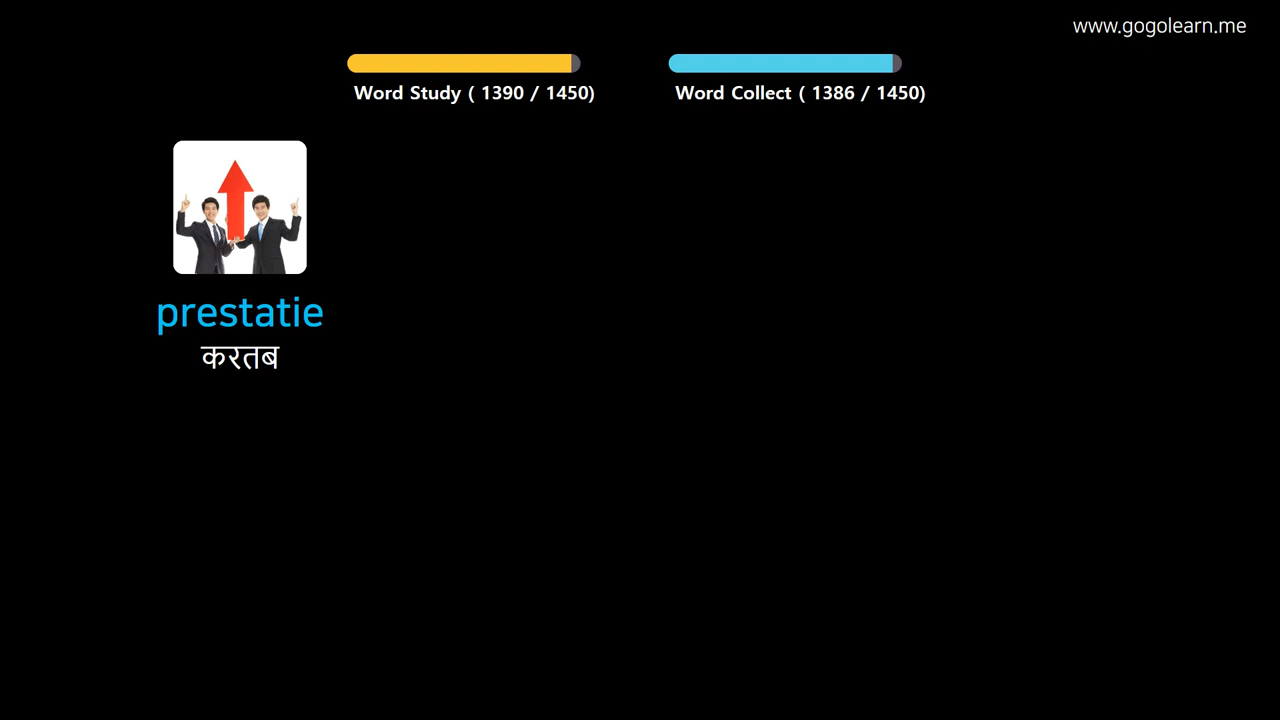 www.gogolearn.me
Word Study ( 1390 / 1450)
Word Collect ( 1386 / 1450)
prestatie
करतब